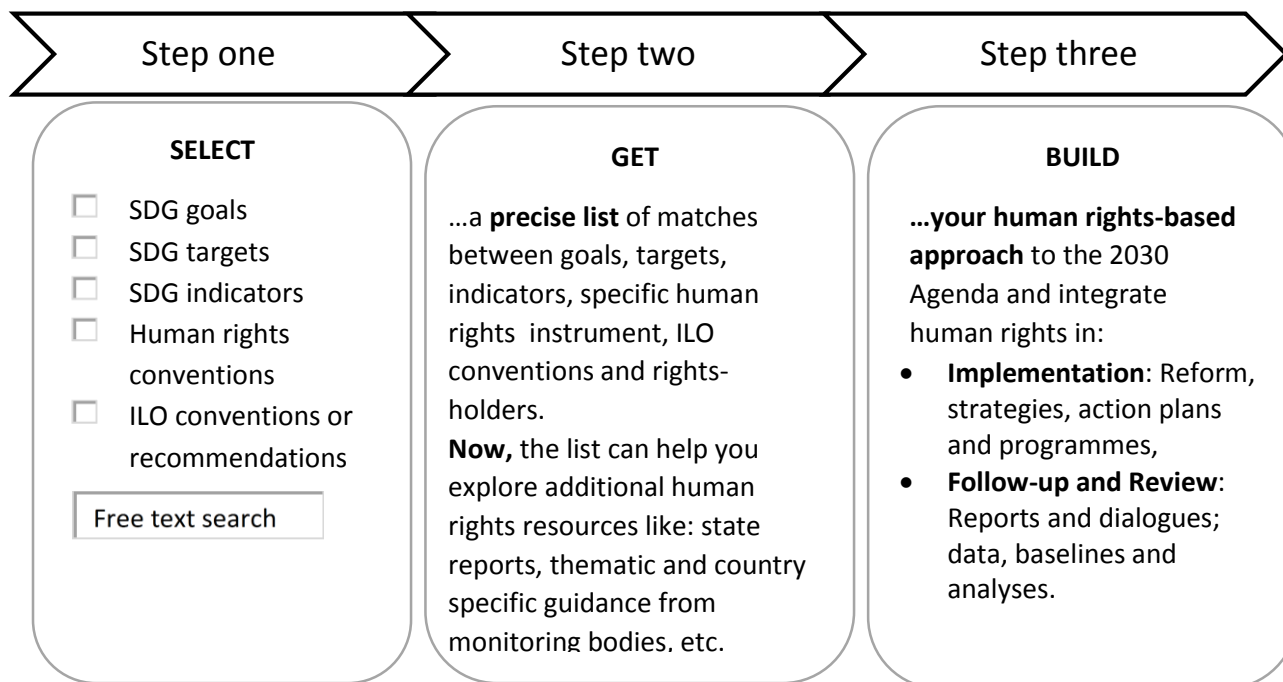 Step one
Step two
Step three
SELECT
SDG goals
SDG targets
SDG indicators
Human rights
conventions
ILO conventions or
recommendations
Free text search
GET
...a precise list of matches
between goals, targets,
indicators, specific human
rights  instrument, ILO
conventions and rights-
holders.
Now, the list can help you
explore additional human
rights resources like: state
reports, thematic and country
specific guidance from
monitoring bodies, etc.
BUILD
...your human rights-based
approach to the 2030
Agenda and integrate
human rights in:
• Implementation: Reform,
strategies, action plans
and programmes,
• Follow-up and Review:
Reports and dialogues;
data, baselines and
analyses.